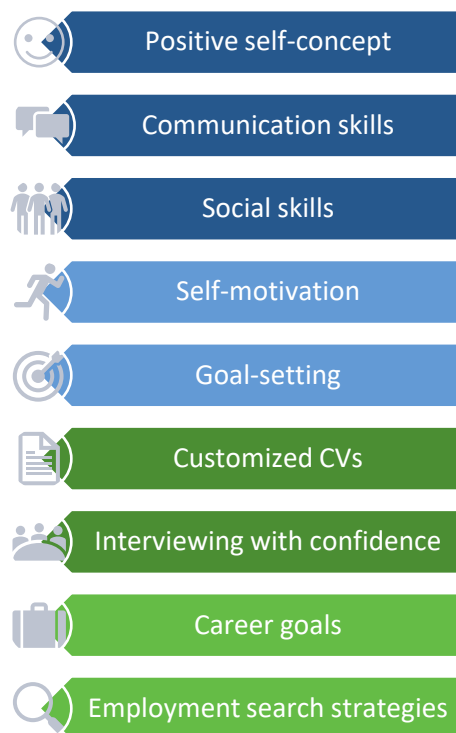 Positive self-concept
Communication skills
Social skills
Self-motivation
Goal-setting
Customized CVs
Interviewing with confidence
Career goals
Employment search strategies